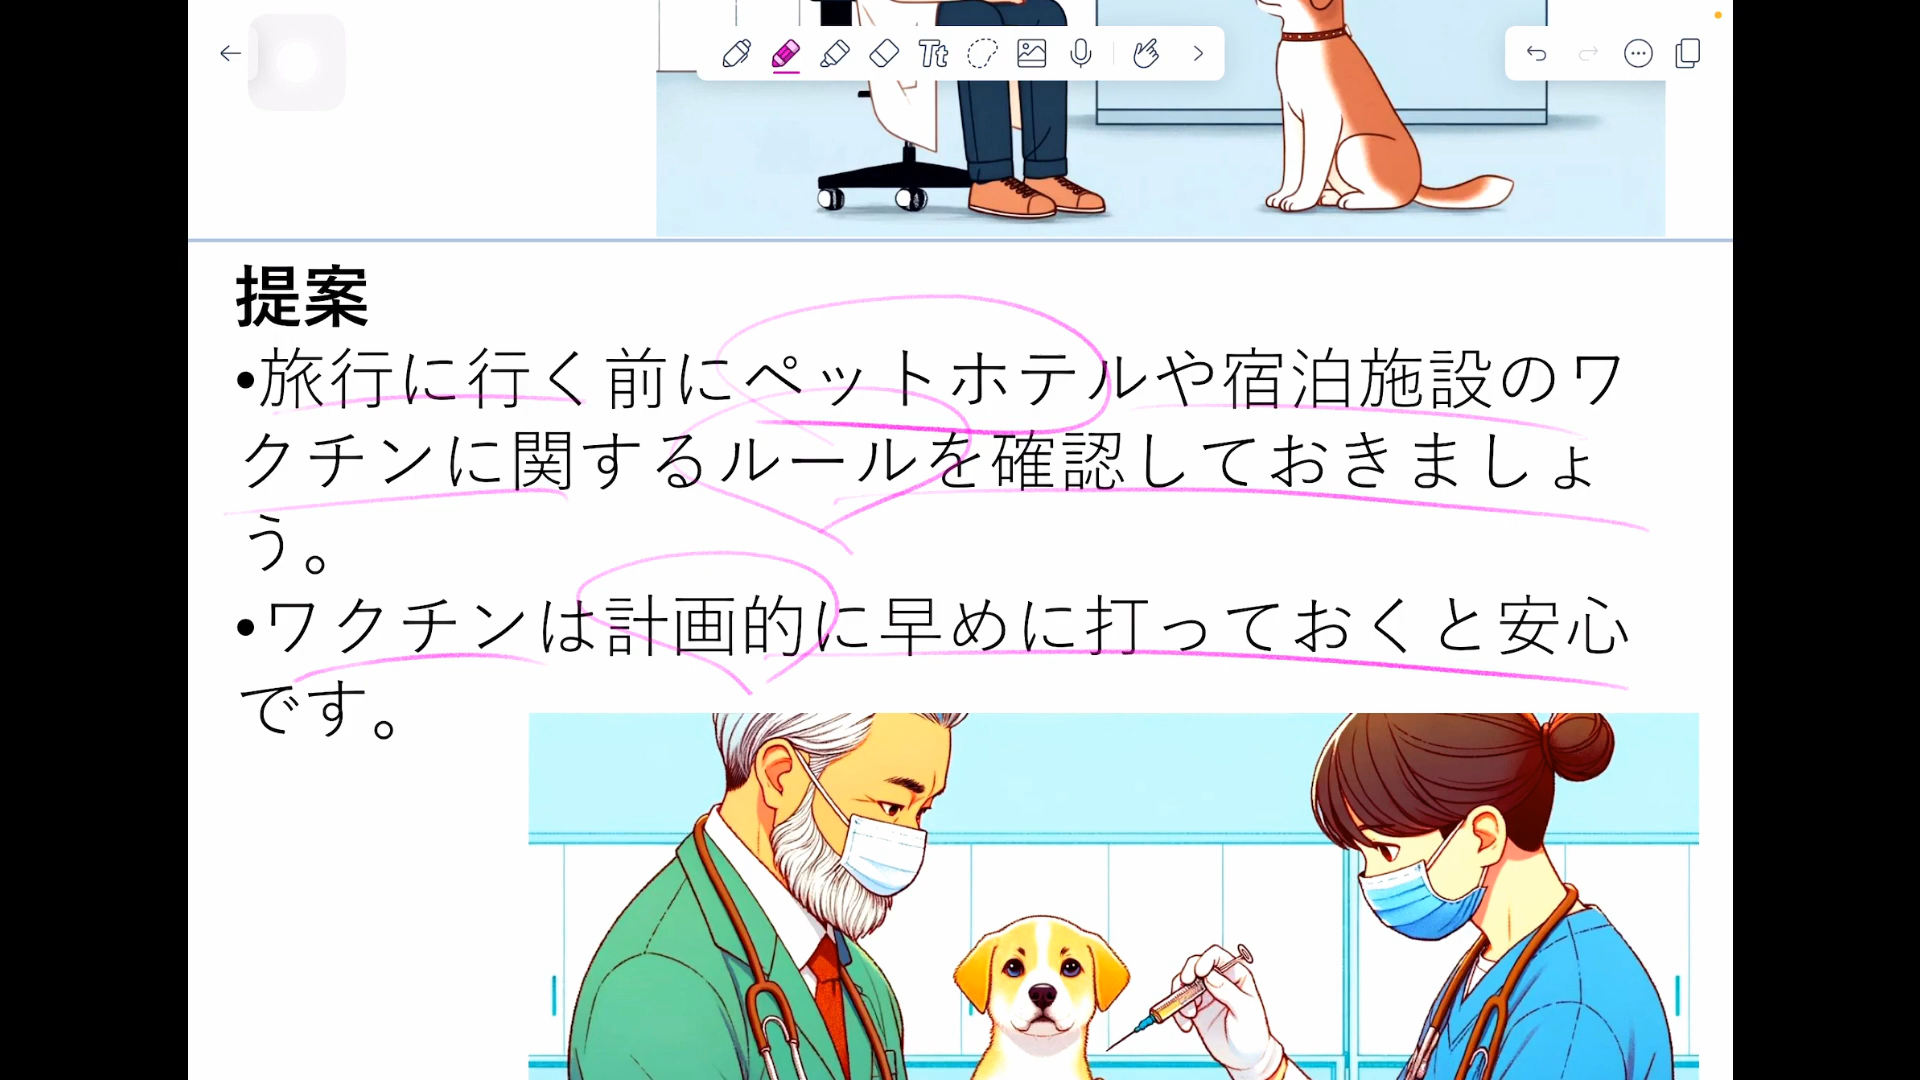 Tt
提案
•旅行に行く前にペットホテルや宿泊施設のワ
クチンに関するルールを確認しておきましょ
う。
•ワクチンは計画的に早めに打っておくと安心
です。